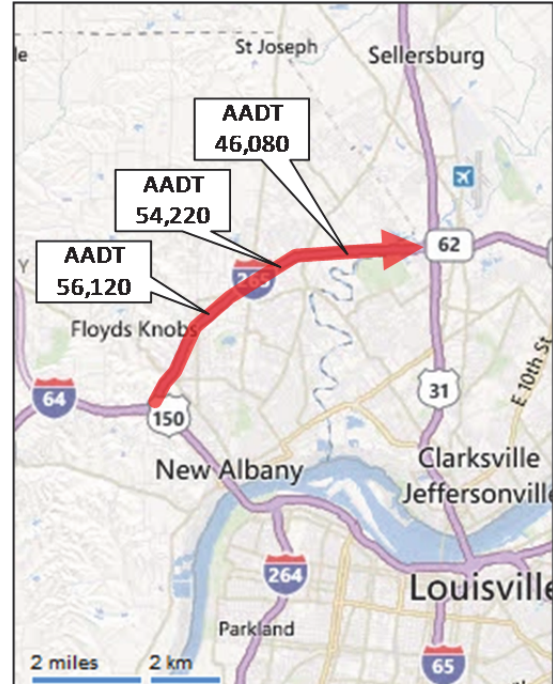 le
St Joseph
Sellersburg
AADT
46,080
AADT
54,220
62
AADT
56,120
265
Y
Floyds Knobs
64
150
31
E 10th St
New Albany
Clarksville
Jeffersonville
264
Louisville
Parkland
65
2 miles
2 km